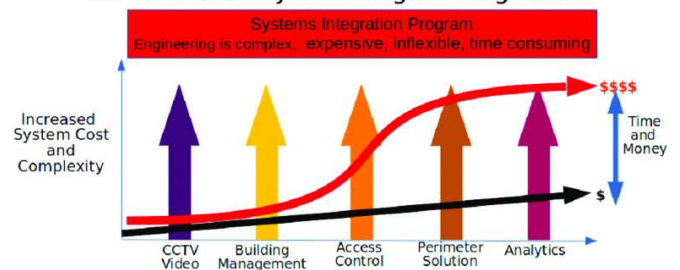 Systems Integration Program
Engineering is complex, expensive, inflexible, time consuming
Increased
System Cost
and
Complexity
$$$$
Time
and
Money
$
CCTV
Video
Building
Management
Access
Control
Perimeter
Solution
Analytics